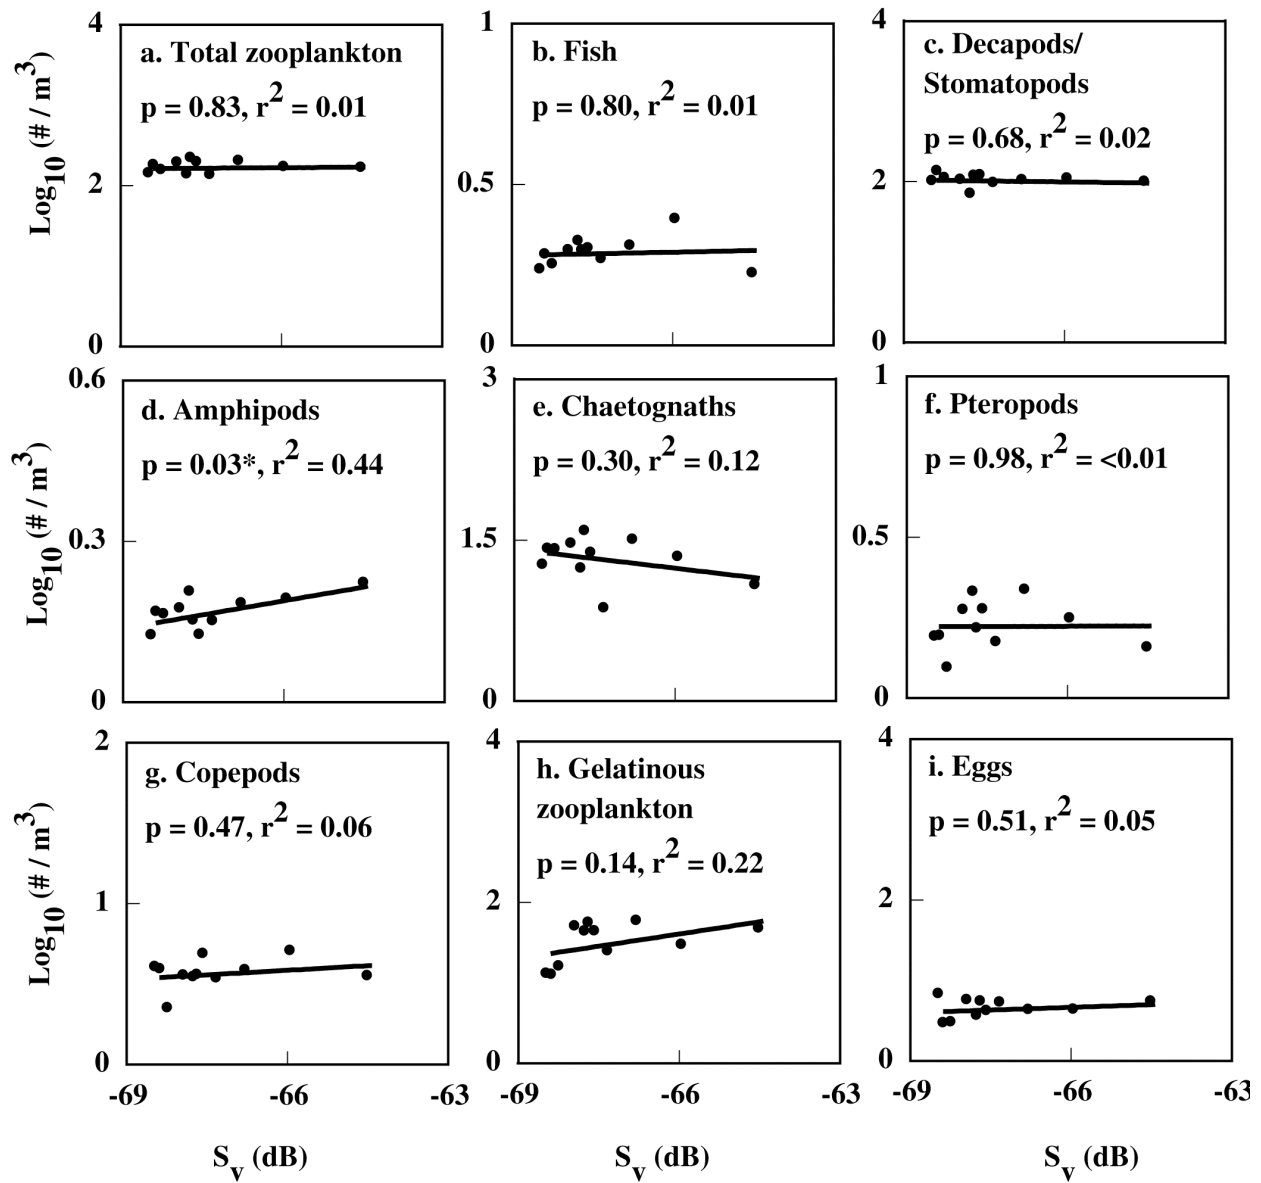 a. Total zooplankton
p = 0.83, r2 = 0.01
Log10 (# / m3)
4
2
0
b. Fish
p = 0.80, r2 = 0.01
1
0.5
0
c. Decapods/
Stomatopods
p = 0.68, r2 = 0.02
4
2
0
d. Amphipods
p = 0.03*, r2 = 0.44
Log10 (# / m3)
0.6
0.3
0
e. Chaetognaths
p = 0.30, r2 = 0.12
3
1.5
0
f. Pteropods
p = 0.98, r2 = <0.01
1
0.5
0
g. Copepods
p = 0.47, r2 = 0.06
Log10 (# / m3)
2
1
0
-69 -66 -63
Sv (dB)
h. Gelatinous
zooplankton
p = 0.14, r2 = 0.22
4
2
0
-69 -66 -63
Sv (dB)
i. Eggs
p = 0.51, r2 = 0.05
4
2
0
-69 -66 -63
Sv (dB)